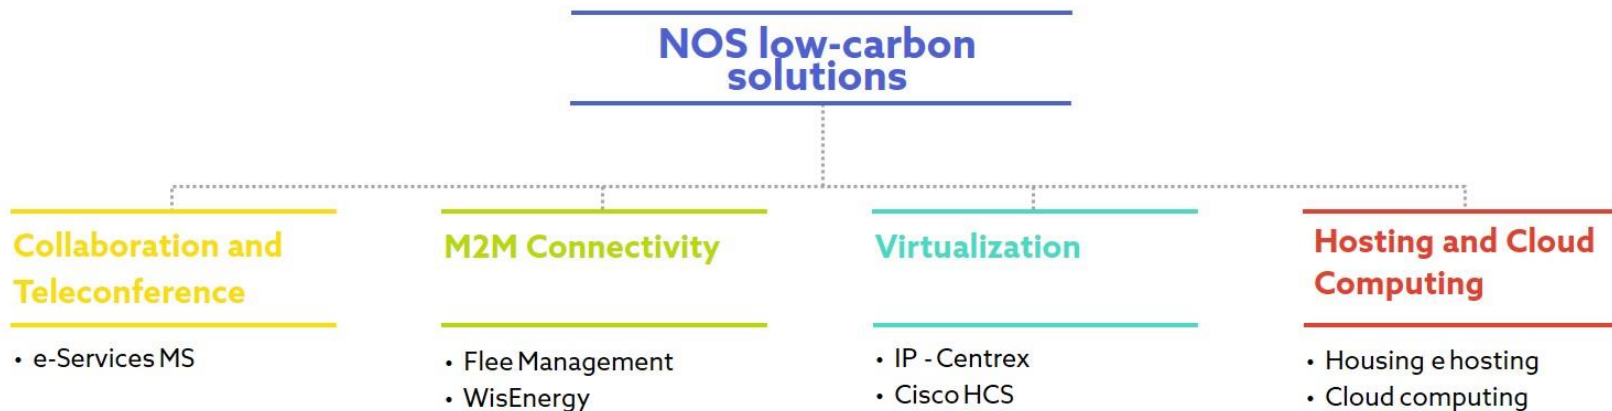 NOS low-carbon
solutions
Collaboration and
Teleconference
• e-Services MS
M2M Connectivity
• Flee Management
• WisEnergy
Virtualization
• IP - Centrex
• Cisco HCS
Hosting and Cloud
Computing
• Housing e hosting
• Cloud computing